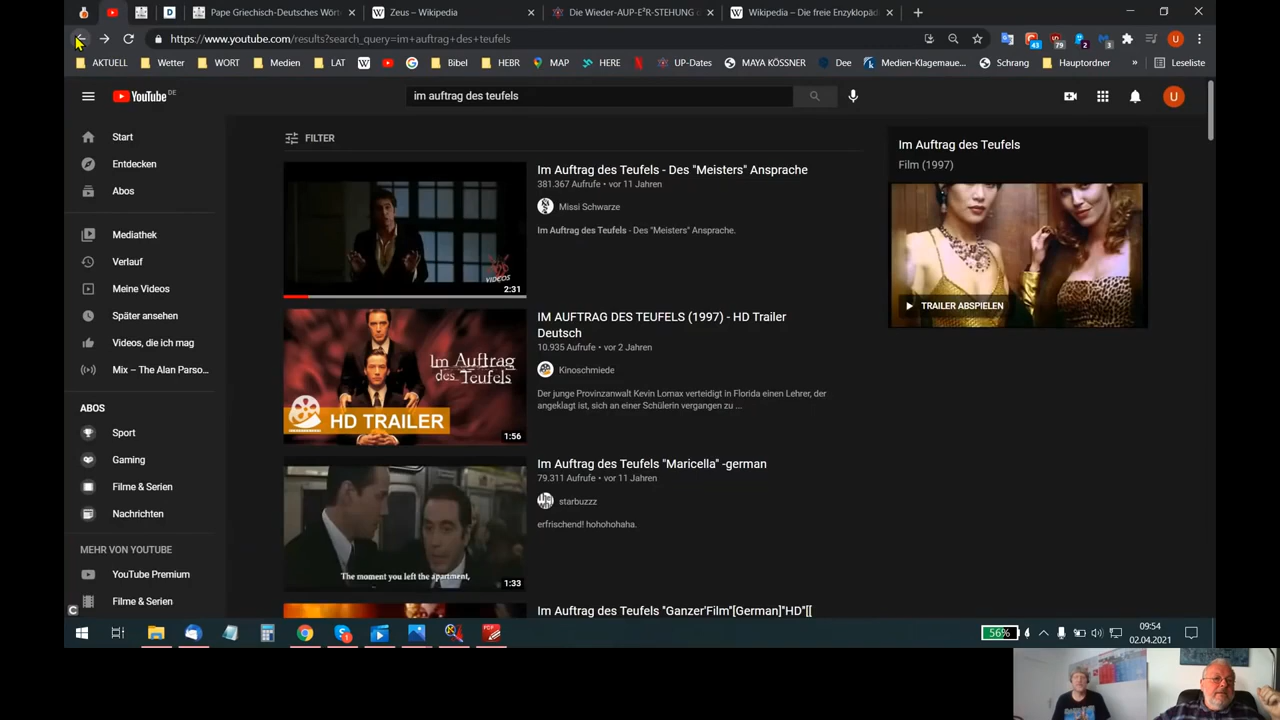 Pape Griechisch-Deutsches Wört
Zeus – Wikipedia
Die Wieder-AUP-E²R-STEHUNG
Wikipedia – Die freie Enzyklopä
https://www.youtube.com/results?search_query=im+auftrag+des+teufels
43 79 2 3 U
AKTUELL Wetter WORT Medien LAT Bibel HEBR MAP HERE UP-Dates MAYA KÖSSNER Dee Medien-Klagemaue... Schrang Hauptordner » Leseliste
YouTube DE
im auftrag des teufels
U
FILTER
Start
Entdecken
Abos
Mediathek
Verlauf
Meine Videos
Später ansehen
Videos, die ich mag
Mix – The Alan Parso...
ABOS
Sport
Gaming
Filme & Serien
Nachrichten
MEHR VON YOUTUBE
YouTube Premium
Filme & Serien
VIDEOS
2:31
Im Auftrag des Teufels - Des "Meisters" Ansprache
381.367 Aufrufe • vor 11 Jahren
Missi Schwarze
Im Auftrag des Teufels - Des "Meisters" Ansprache.
Im Auftrag
des Teufels
HD TRAILER
1:56
IM AUFTRAG DES TEUFELS (1997) - HD Trailer
Deutsch
10.935 Aufrufe • vor 2 Jahren
Kinoschmiede
Der junge Provinzanwalt Kevin Lomax verteidigt in Florida einen Lehrer, der
angeklagt ist, sich an einer Schülerin vergangen zu ...
The moment you left the apartment,
1:33
Im Auftrag des Teufels "Maricella" -german
79.311 Aufrufe • vor 11 Jahren
starbuzzz
erfrischend! hohohohaha.
Im Auftrag des Teufels "Ganzer'Film"[German]"HD"[[
Im Auftrag des Teufels
Film (1997)
TRAILER ABSPIELEN
56%
09:54
02.04.2021